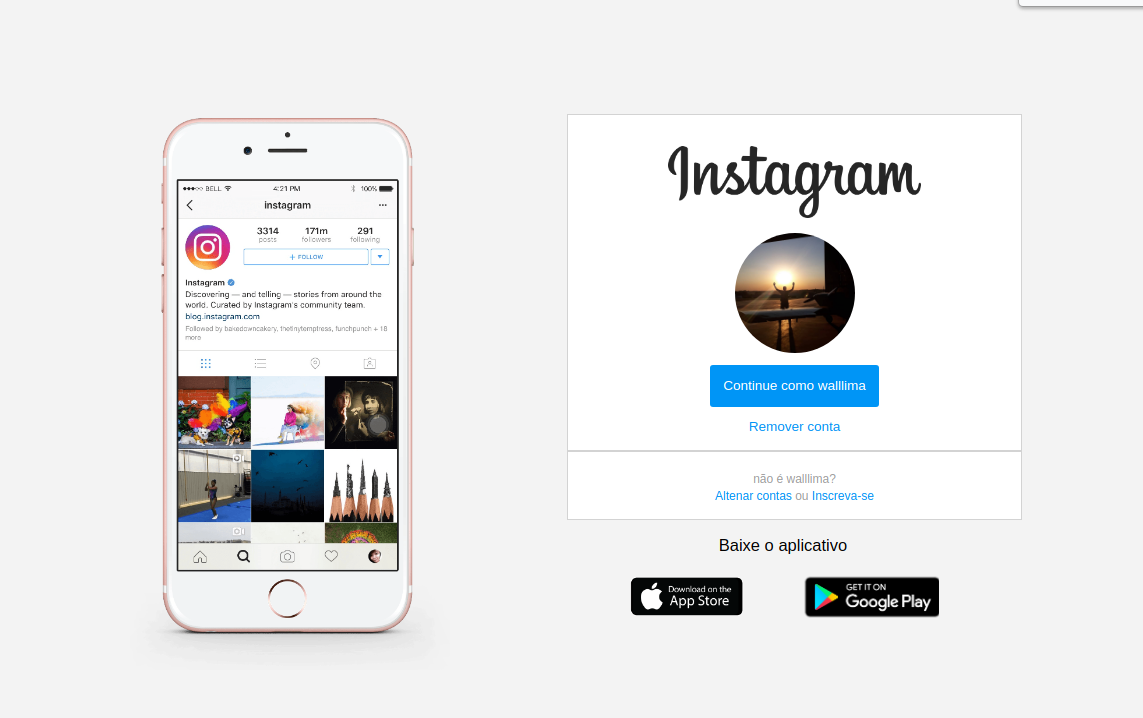 BELL 4:21 PM 100%
instagram
3314 171m 291
posts followers following
+ FOLLOW
Instagram
Discovering — and telling — stories from around the
world. Curated by Instagram's community team.
blog.instagram.com
Followed by bakedowncakery, thetinytemptress, funchpunch + 18
more
Instagram
Continue como walllima
Remover conta
não é walllima?
Altenar contas ou Inscreva-se
Baixe o aplicativo
Download on the
App Store
GET IT ON
Google Play